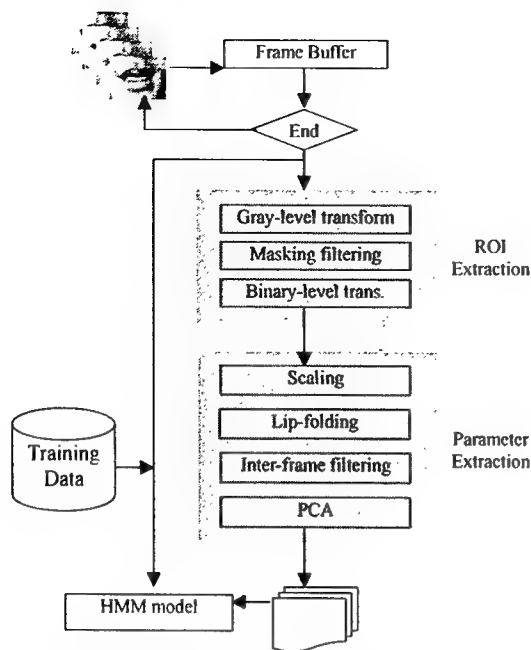 Frame Buffer
End
Gray-level transform
Masking filtering
Binary-level trans.
ROI
Extraction
Scaling
Lip-folding
Inter-frame filtering
PCA
Parameter
Extraction
Training
Data
HMM model